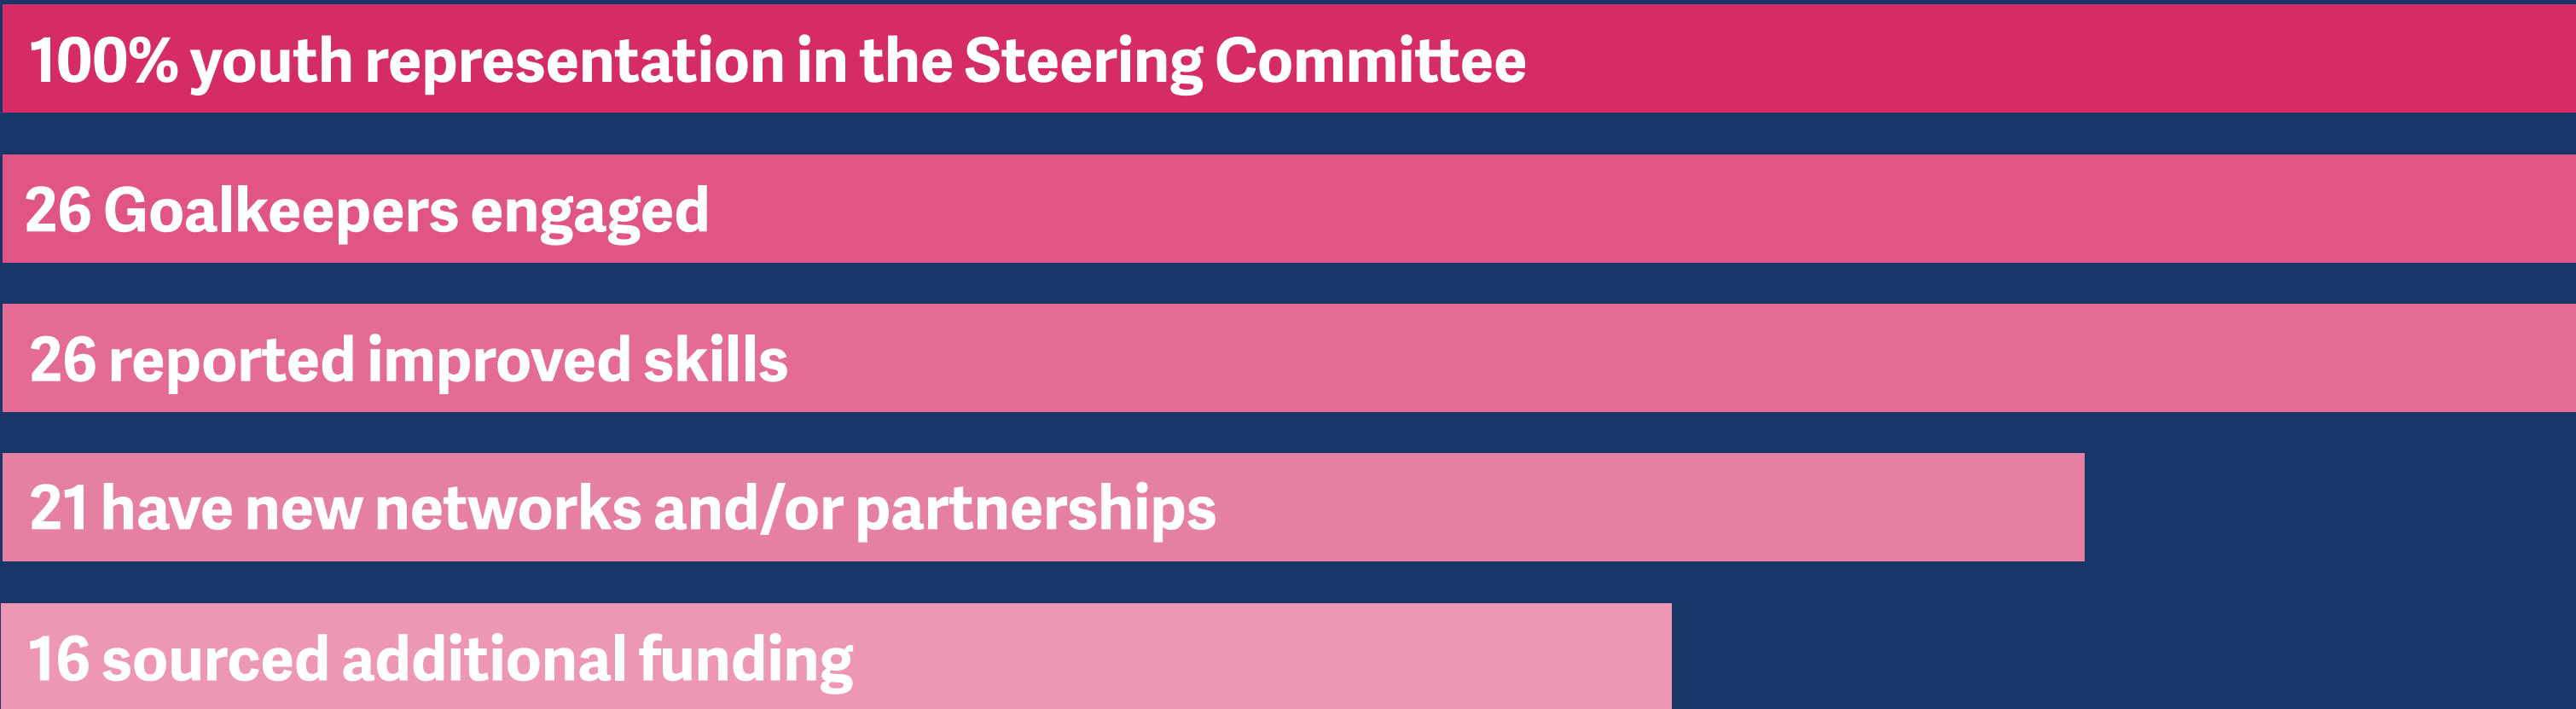 100% youth representation in the Steering Committee
26 Goalkeepers engaged
26 reported improved skills
21 have new networks and/or partnerships
16 sourced additional funding